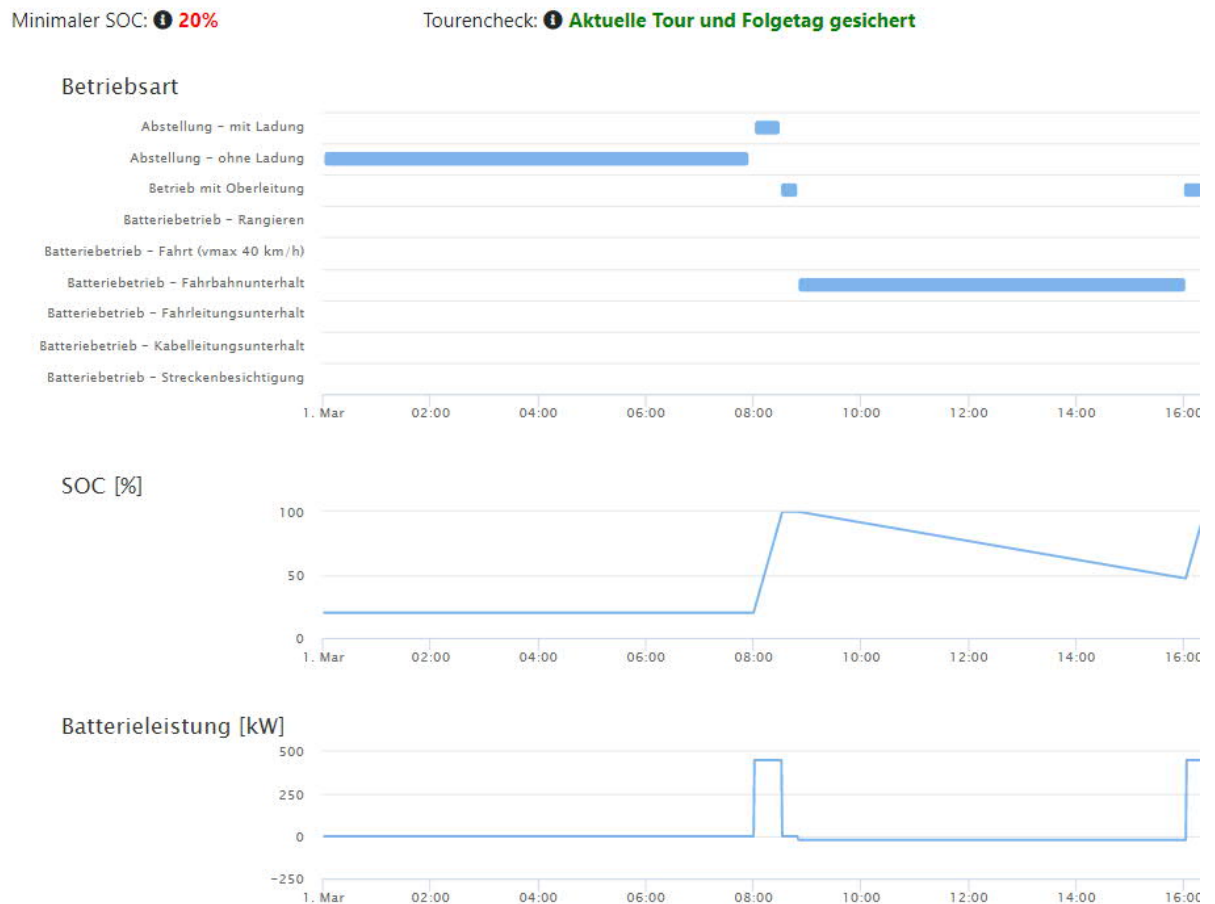 Minimaler SOC: 20% Tourencheck: Aktuelle Tour und Folgetag gesichert
Betriebsart
Abstellung – mit Ladung
Abstellung – ohne Ladung
Betrieb mit Oberleitung
Batteriebetrieb – Rangieren
Batteriebetrieb – Fahrt (vmax 40 km/h)
Batteriebetrieb – Fahrbahnunterhalt
Batteriebetrieb – Fahrleitungsunterhalt
Batteriebetrieb – Kabelleitungsunterhalt
Batteriebetrieb – Streckenbesichtigung
1. Mar 02:00 04:00 06:00 08:00 10:00 12:00 14:00 16:00
SOC [%]
100
50
0
1. Mar 02:00 04:00 06:00 08:00 10:00 12:00 14:00 16:00
Batterieleistung [kW]
500
250
0
−250
1. Mar 02:00 04:00 06:00 08:00 10:00 12:00 14:00 16:00